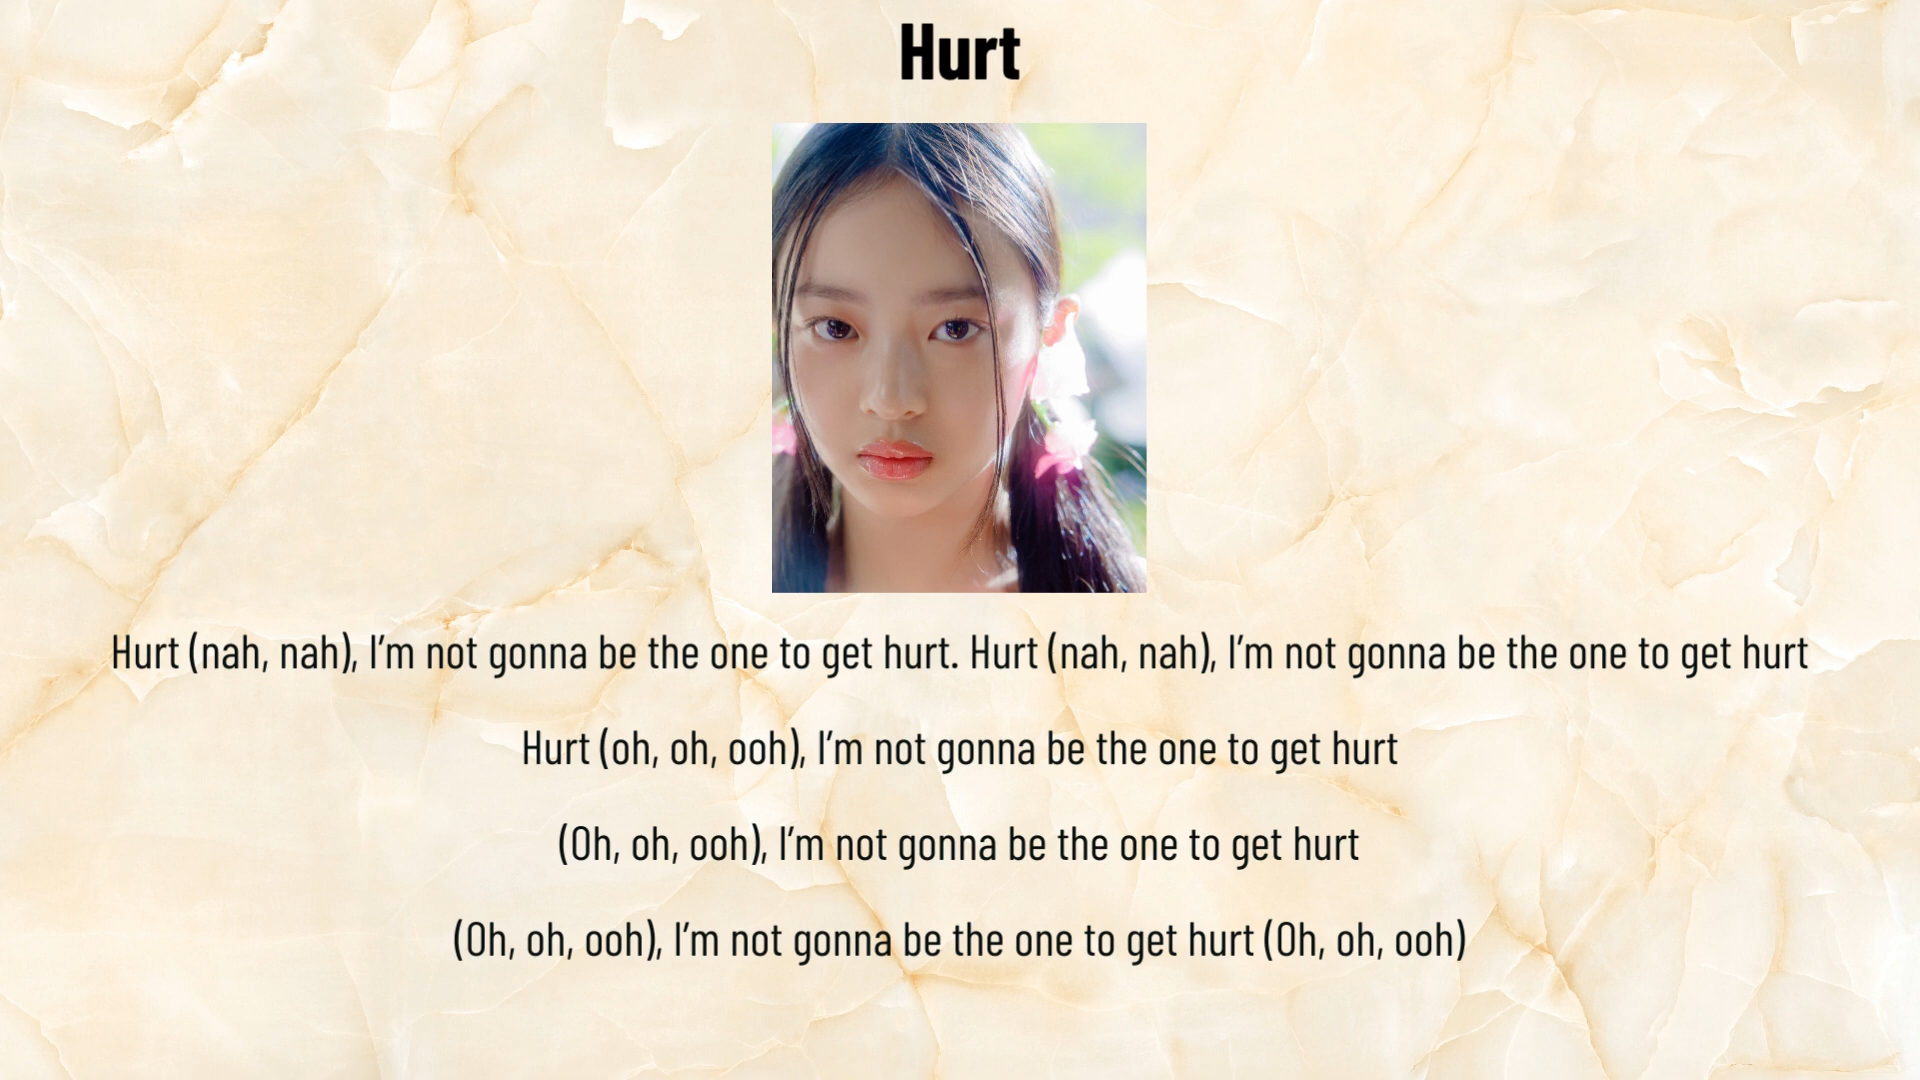 Hurt
Hurt (nah, nah), I’m not gonna be the one to get hurt. Hurt (nah, nah), I’m not gonna be the one to get hurt
Hurt (oh, oh, ooh), I’m not gonna be the one to get hurt
(Oh, oh, ooh), I’m not gonna be the one to get hurt
(Oh, oh, ooh), I’m not gonna be the one to get hurt (Oh, oh, ooh)